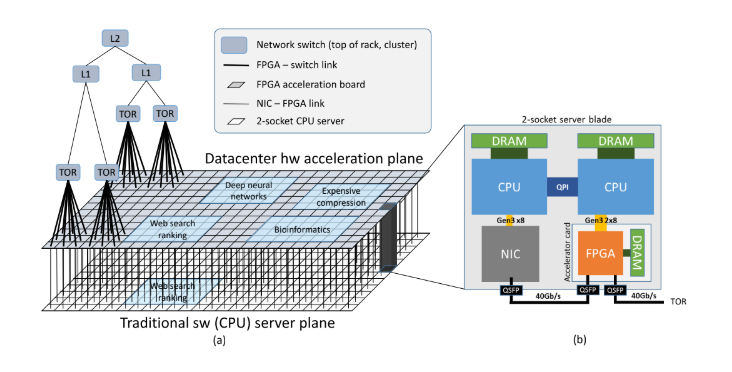 L2
L1
L1
TOR
TOR
TOR
TOR
Network switch (top of rack, cluster)
FPGA – switch link
FPGA acceleration board
NIC – FPGA link
2-socket CPU server
Datacenter hw acceleration plane
Deep neural
networks
Expensive
compression
Web search
ranking
Bioinformatics
Web search
ranking
Traditional sw (CPU) server plane
(a)
2-socket server blade
DRAM
DRAM
CPU
QPI
CPU
Gen3 x8
Gen3 2x8
NIC
Accelerator card
FPGA
DRAM
QSFP
QSFP
QSFP
40Gb/s
40Gb/s
TOR
(b)